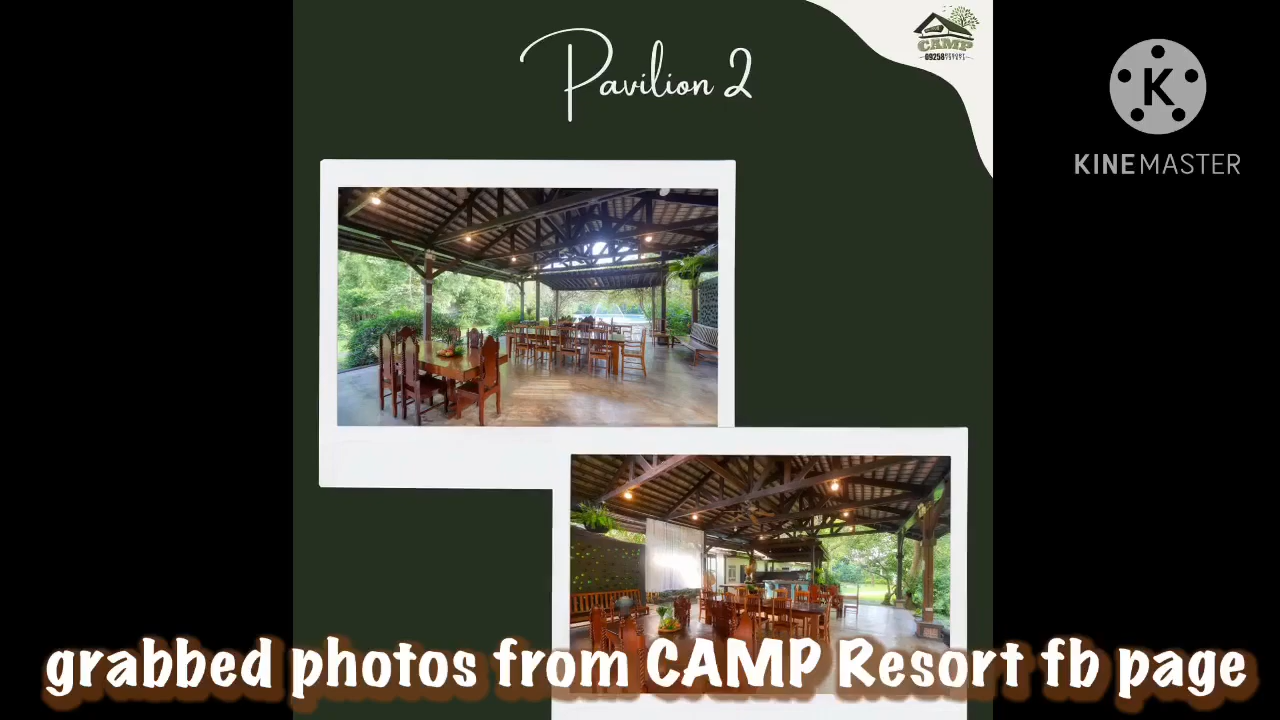 Pavilion 2
CAMP
KINEMASTER
grabbed photos from CAMP Resort fb page